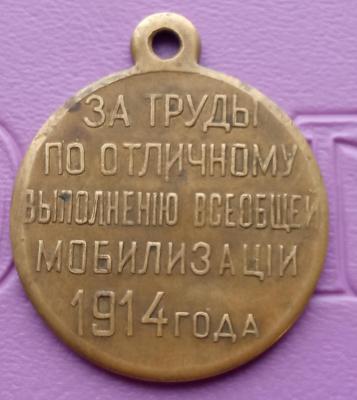 ЗА ТРУДЫ
ПО ОТЛИЧНОМУ
ВЫПОЛНЕНІЮ ВСЕОБЩЕЙ
МОБИЛИЗАЦІИ
1914 ГОДА